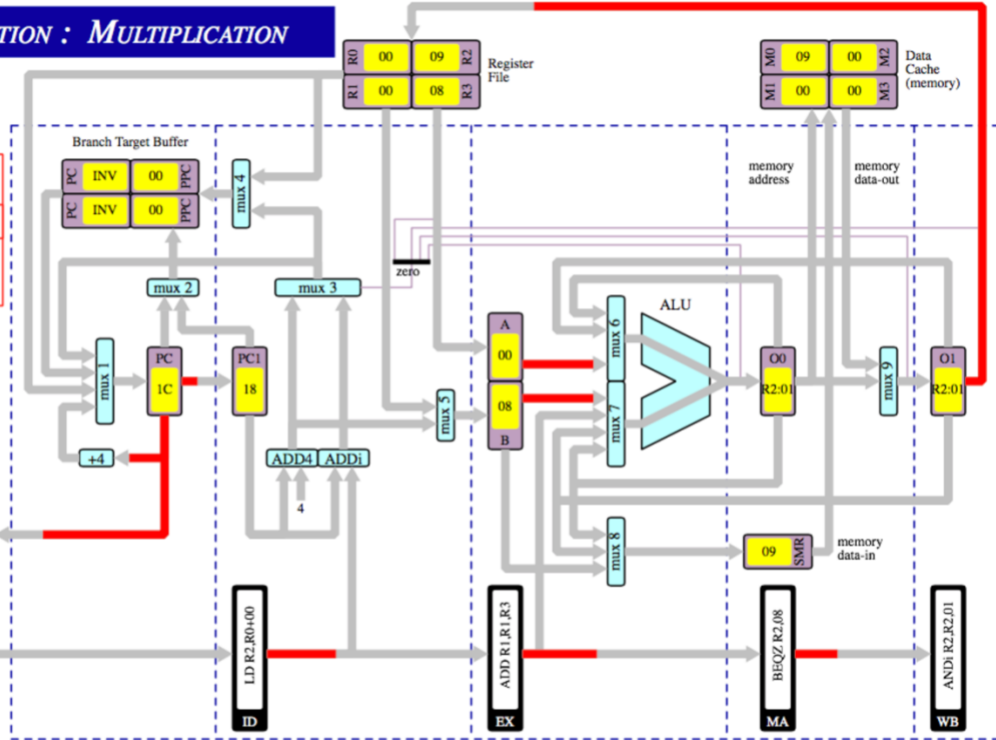 TION : MULTIPLICATION
R0 00 09 R2
R1 00 08 R3
Register
File
M0 09 00 M2
M1 00 00 M3
Data
Cache
(memory)
Branch Target Buffer
PC INV 00 PPC
PC INV 00 PPC
mux 4
memory
address
memory
data-out
zero
mux 2
mux 3
mux 1
PC
1C
PC1
18
+4
ADD4
ADDi
4
mux 5
A
00
08
B
mux 6
mux 7
ALU
O0
R2:01
mux 9
O1
R2:01
mux 8
09 SMR
memory
data-in
LD R2,R0+00
ID
ADD R1,R1,R3
EX
BEQZ R2,08
MA
ANDi R2,R2,01
WB